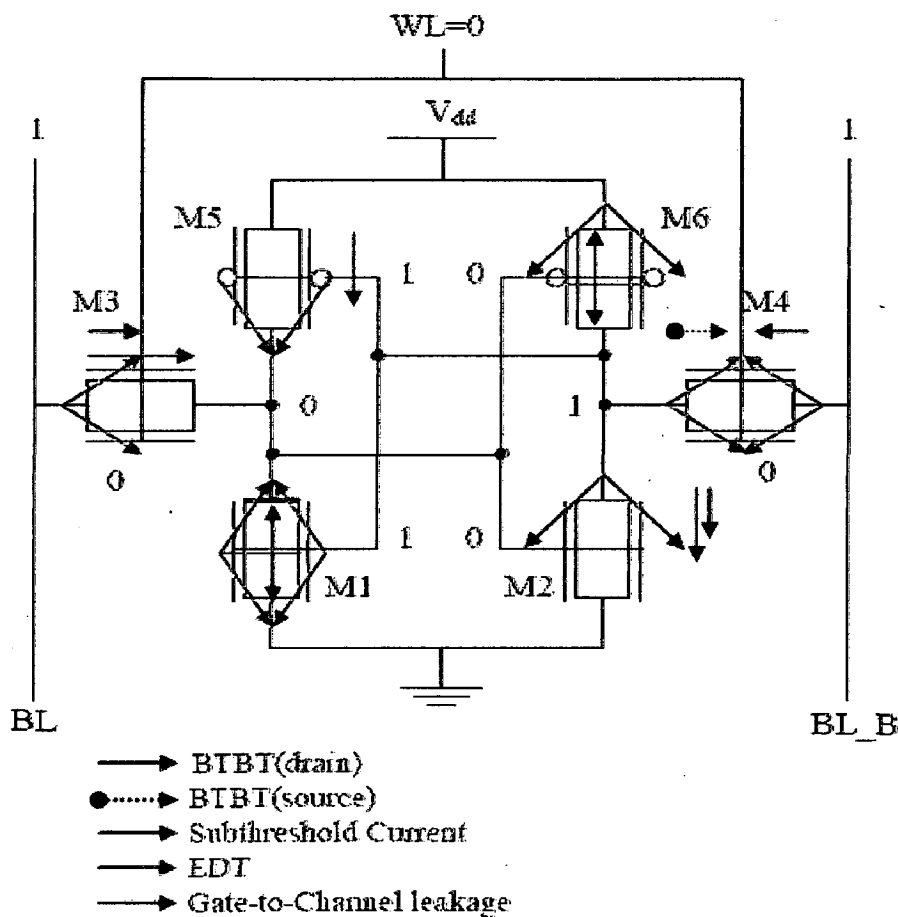 WL=0
Vdd
1
1
M5
M6
1
0
M3
M4
0
1
0
0
1
0
M1
M2
BL
BL_B
BTBT(drain)
BTBT(source)
Subthreshold Current
EDT
Gate-to-Channel leakage